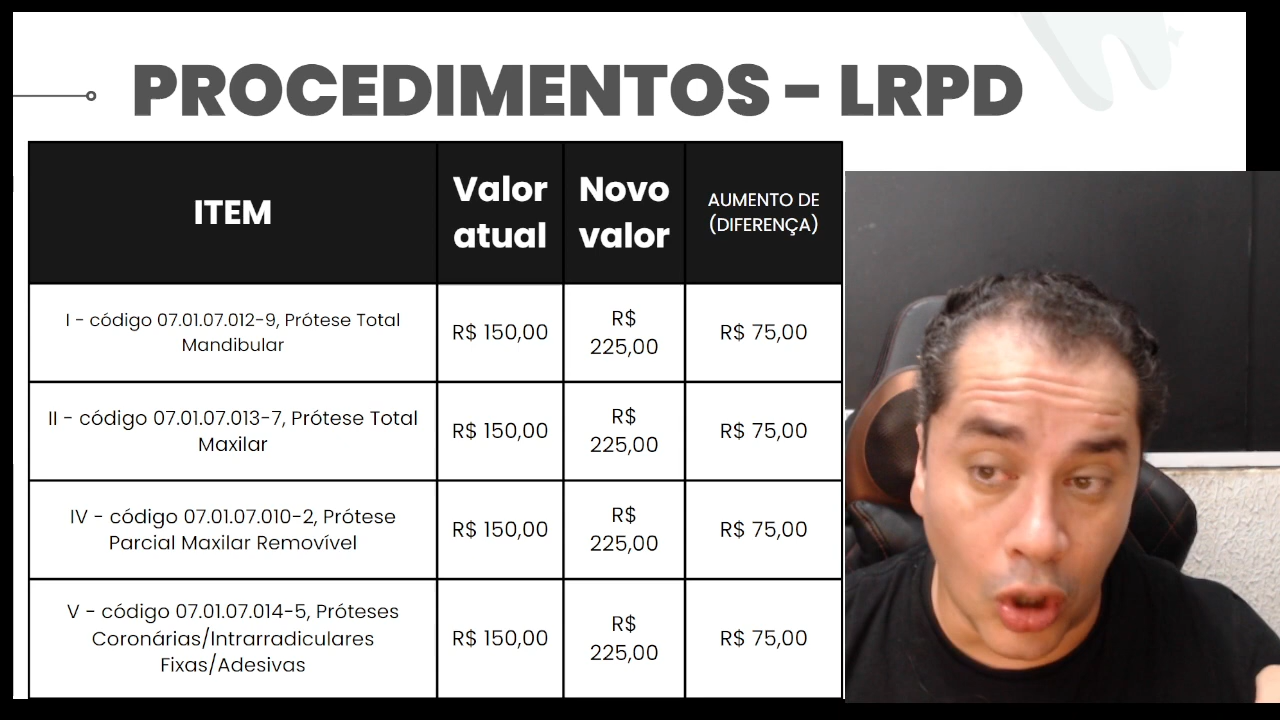 PROCEDIMENTOS - LRPD
ITEM
Valor
atual
Novo
valor
AUMENTO DE
(DIFERENÇA)
I - código 07.01.07.012-9, Prótese Total
Mandibular
R$ 150,00
R$
225,00
R$ 75,00
II - código 07.01.07.013-7, Prótese Total
Maxilar
R$ 150,00
R$
225,00
R$ 75,00
IV - código 07.01.07.010-2, Prótese
Parcial Maxilar Removível
R$ 150,00
R$
225,00
R$ 75,00
V - código 07.01.07.014-5, Próteses
Coronárias/Intrarradiculares
Fixas/Adesivas
R$ 150,00
R$
225,00
R$ 75,00